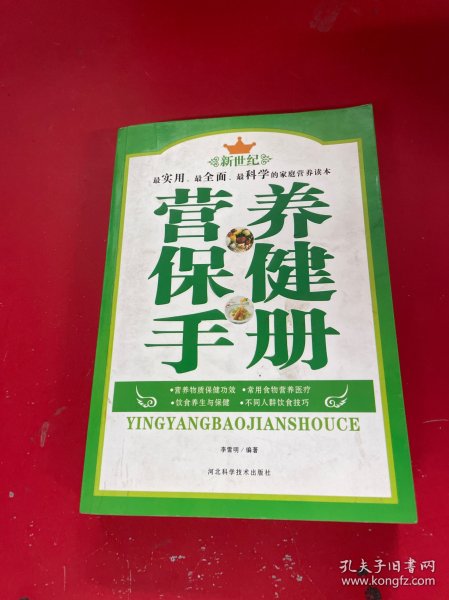 新世纪
最实用、最全面、最科学的家庭营养读本
营养
保健
手册
·营养物质保健功效 ·常用食物营养医疗
·饮食养生与保健 ·不同人群饮食技巧
YINGYANGBAOJIANSHOUCE
李雷明/编著
河北科学技术出版社
孔夫子旧书网
www.kongfz.com